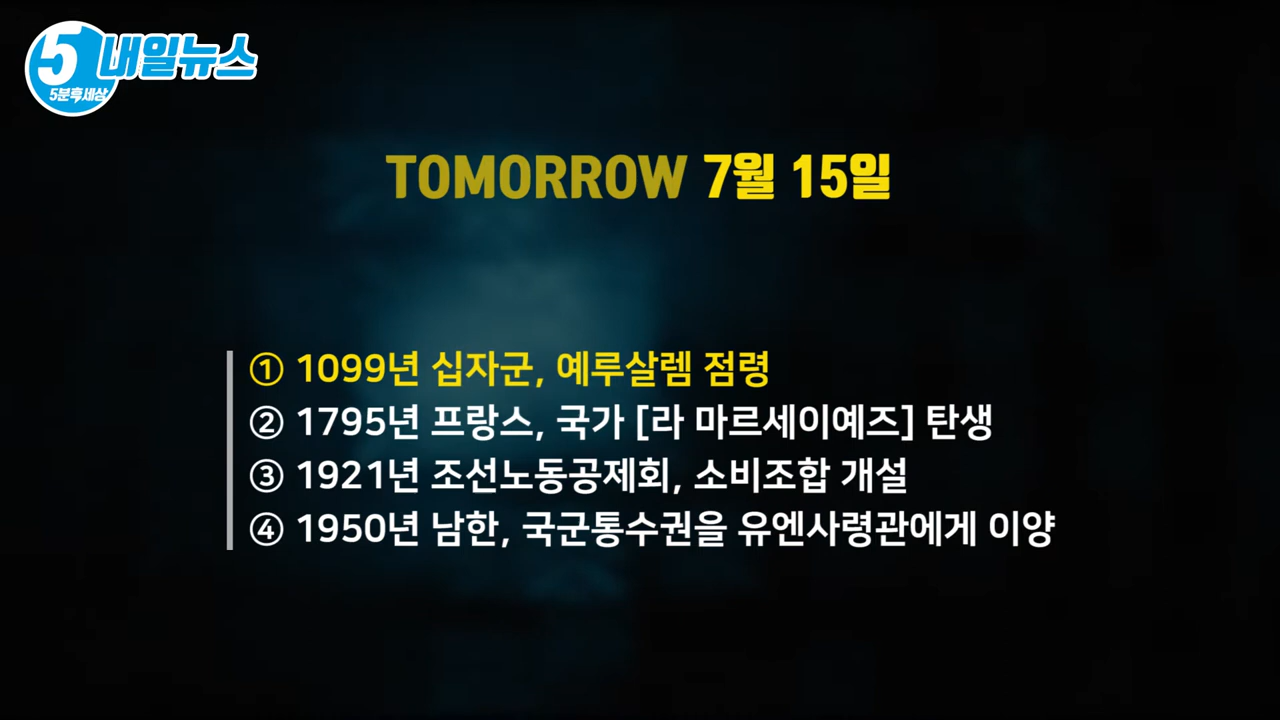 5 내일뉴스
5분후세상
TOMORROW 7월 15일
① 1099년 십자군, 예루살렘 점령
② 1795년 프랑스, 국가 [라 마르세이예즈] 탄생
③ 1921년 조선노동공제회, 소비조합 개설
④ 1950년 남한, 국군통수권을 유엔사령관에게 이양